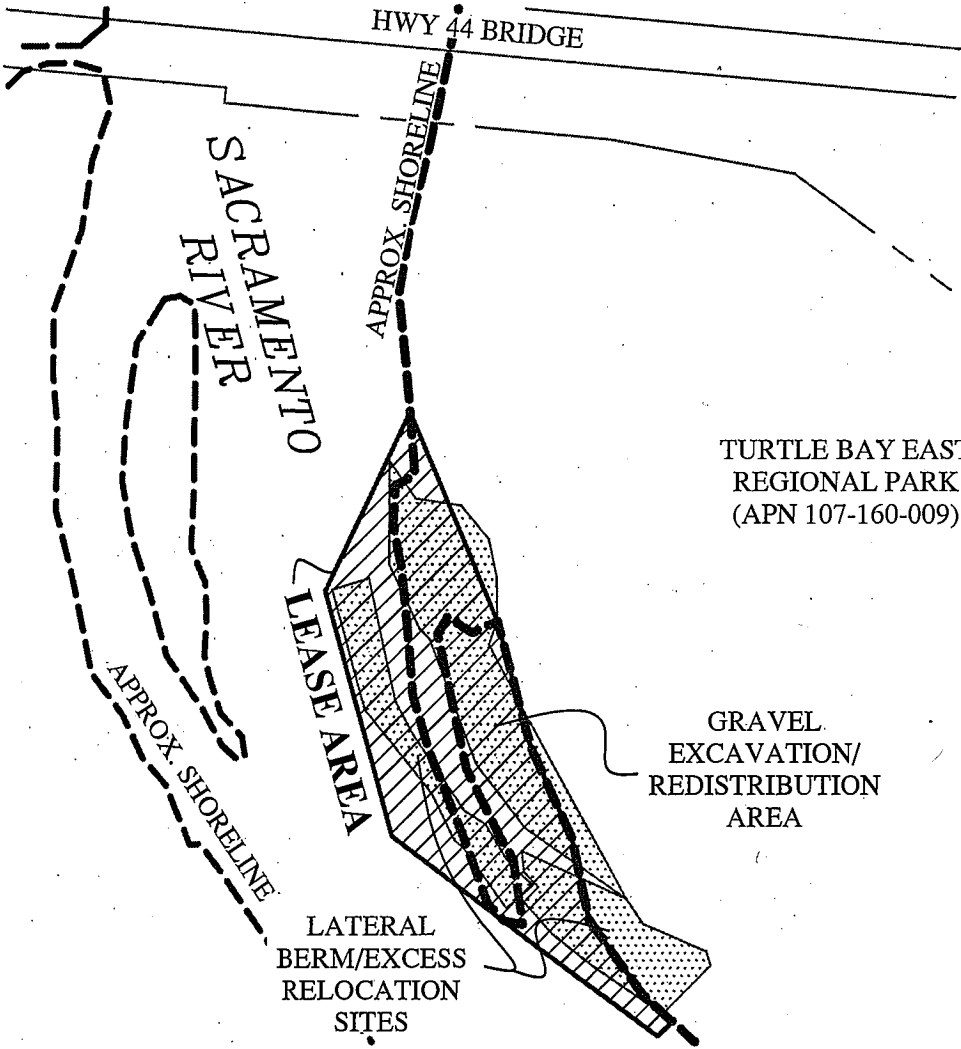 HWY 44 BRIDGE
APPROX. SHORELINE
SACRAMENTO
RIVER
TURTLE BAY EAST
REGIONAL PARK
(APN 107-160-009)
LEASE AREA
APPROX. SHORELINE
GRAVEL
EXCAVATION/
REDISTRIBUTION
AREA
LATERAL
BERM/EXCESS
RELOCATION
SITES